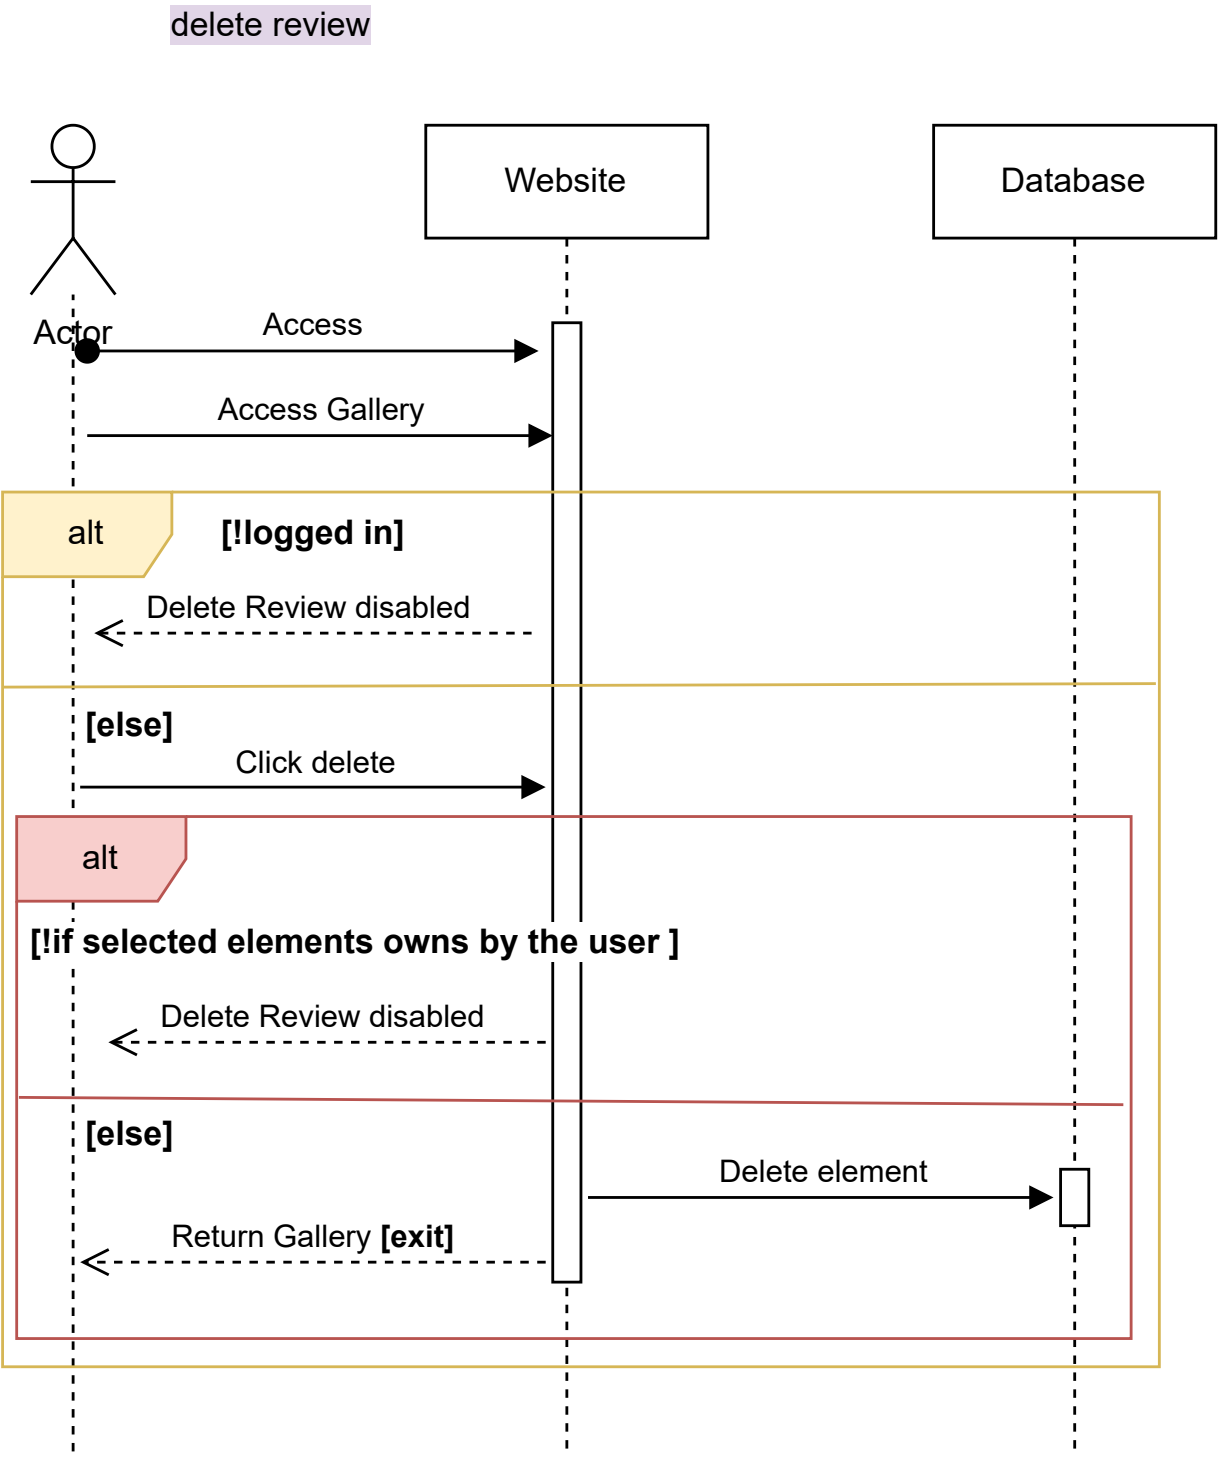 delete review
Website
Database
Actor
Access
Access Gallery
alt
[!logged in]
Delete Review disabled
[else]
Click delete
alt
[!if selected elements owns by the user ]
Delete Review disabled
[else]
Delete element
Return Gallery [exit]